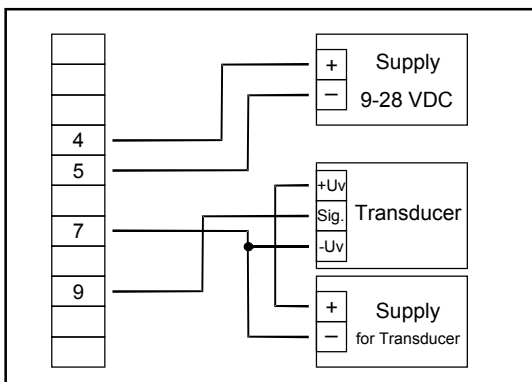 4
5
7
9
+
−
Supply
9-28 VDC
+Uv
Sig.
-Uv
Transducer
+
−
Supply
for Transducer